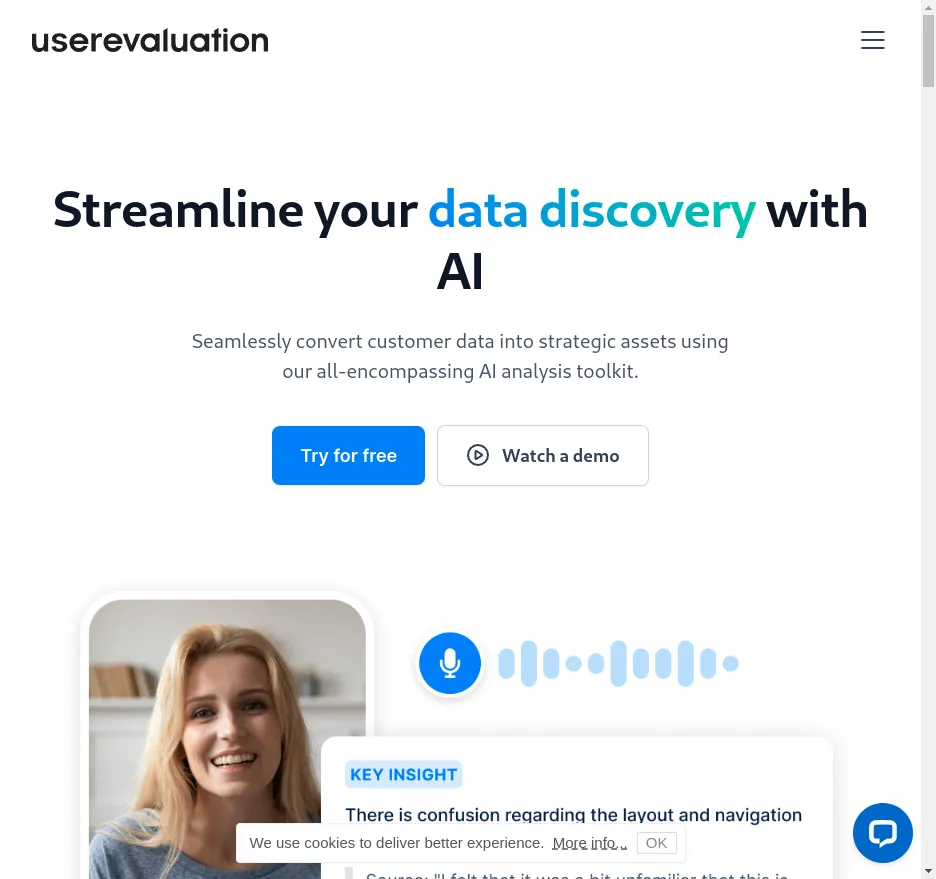 userevaluation
Streamline your data discovery with
AI
Seamlessly convert customer data into strategic assets using
our all-encompassing AI analysis toolkit.
Try for free
Watch a demo
KEY INSIGHT
There is confusion regarding the layout and navigation
We use cookies to deliver better experience. More info... OK
Source: "I felt that it was a bit unfamiliar that this is